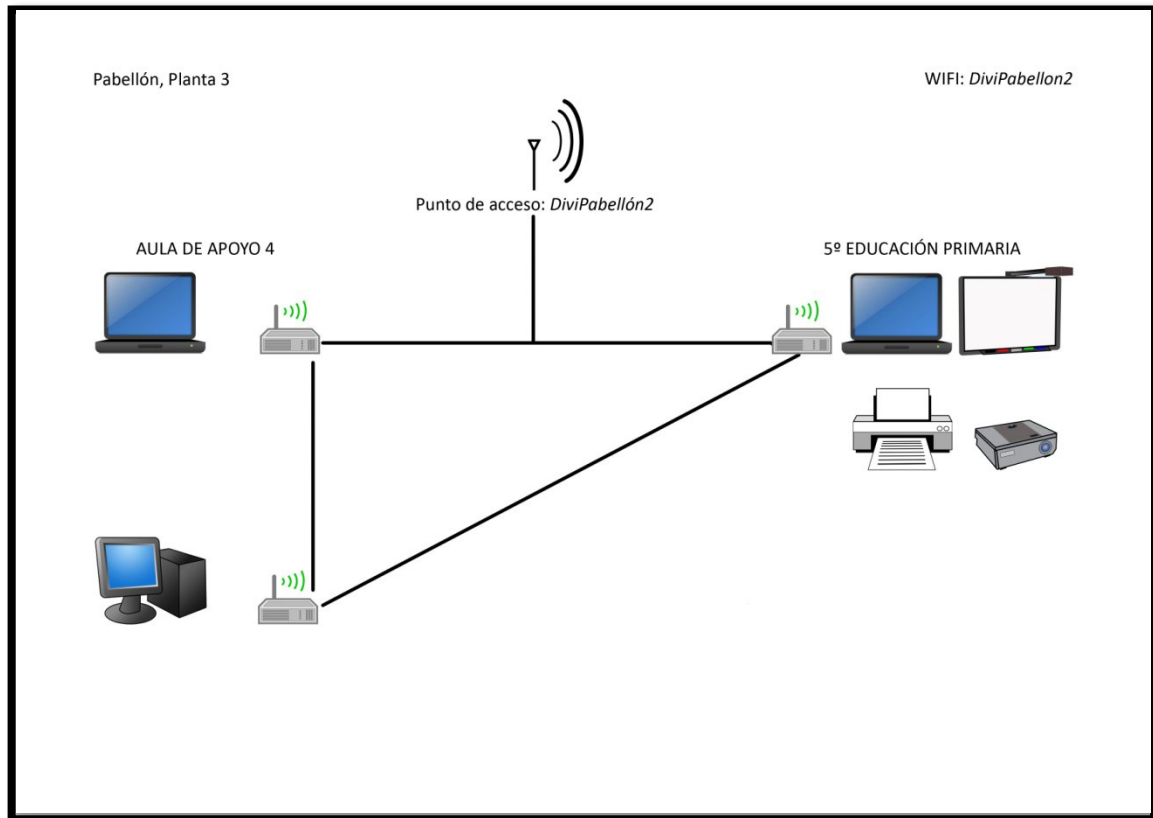 Pabellón, Planta 3
WIFI: DiviPabellon2
Punto de acceso: DiviPabellón2
AULA DE APOYO 4
5º EDUCACIÓN PRIMARIA